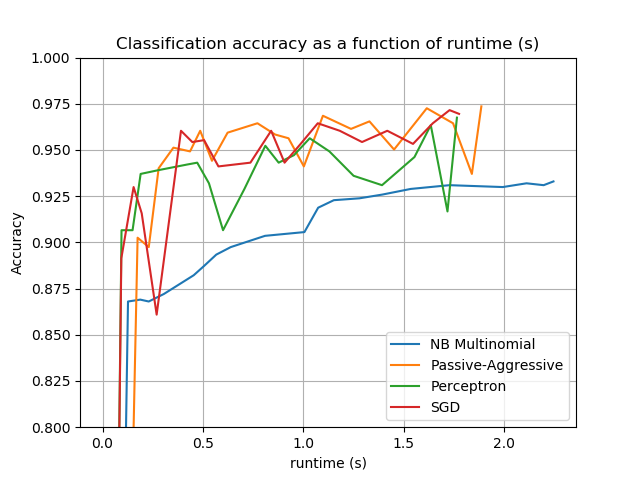 Classification accuracy as a function of runtime (s)
1.000
0.975
0.950
0.925
0.900
0.875
0.850
0.825
0.800
Accuracy
NB Multinomial
Passive-Aggressive
Perceptron
SGD
0.0 0.5 1.0 1.5 2.0
runtime (s)